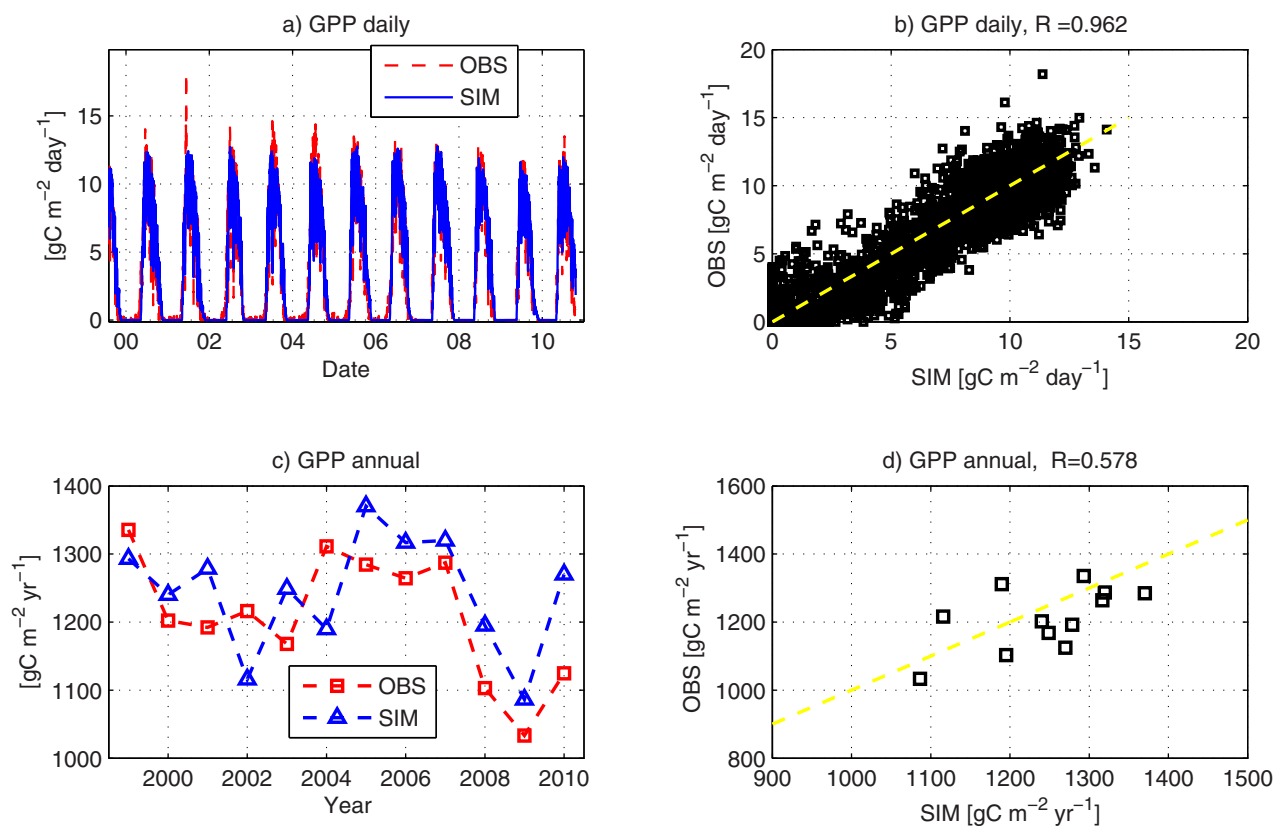 a) GPP daily
[gC m⁻² day⁻¹]
15
10
5
0
OBS
SIM
00 02 04 06 08 10
Date
b) GPP daily, R =0.962
OBS [gC m⁻² day⁻¹]
20
15
10
5
0
0 5 10 15 20
SIM [gC m⁻² day⁻¹]
c) GPP annual
[gC m⁻² yr⁻¹]
1400
1300
1200
1100
1000
OBS
SIM
2000 2002 2004 2006 2008 2010
Year
d) GPP annual, R=0.578
OBS [gC m⁻² yr⁻¹]
1600
1400
1200
1000
800
900 1000 1100 1200 1300 1400 1500
SIM [gC m⁻² yr⁻¹]